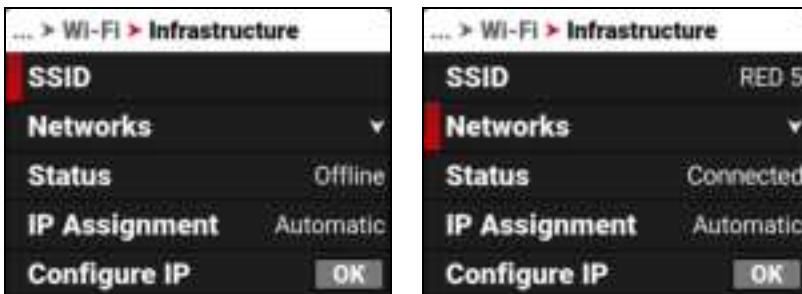 ... > Wi-Fi > Infrastructure
SSID
Networks
Status Offline
IP Assignment Automatic
Configure IP OK
... > Wi-Fi > Infrastructure
SSID RED 5
Networks
Status Connected
IP Assignment Automatic
Configure IP OK